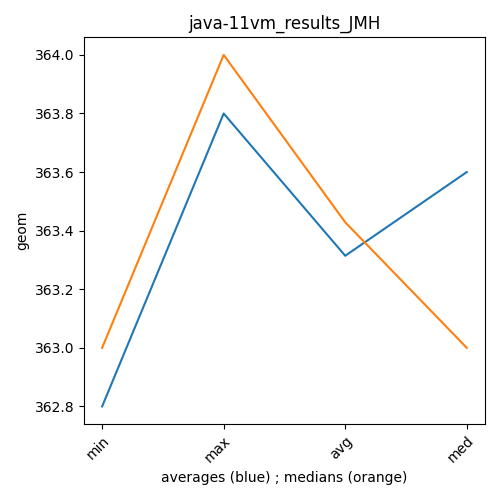 java-11vm_results_JMH
364.0
363.8
363.6
363.4
363.2
363.0
362.8
geom
min
max
avg
med
averages (blue) ; medians (orange)